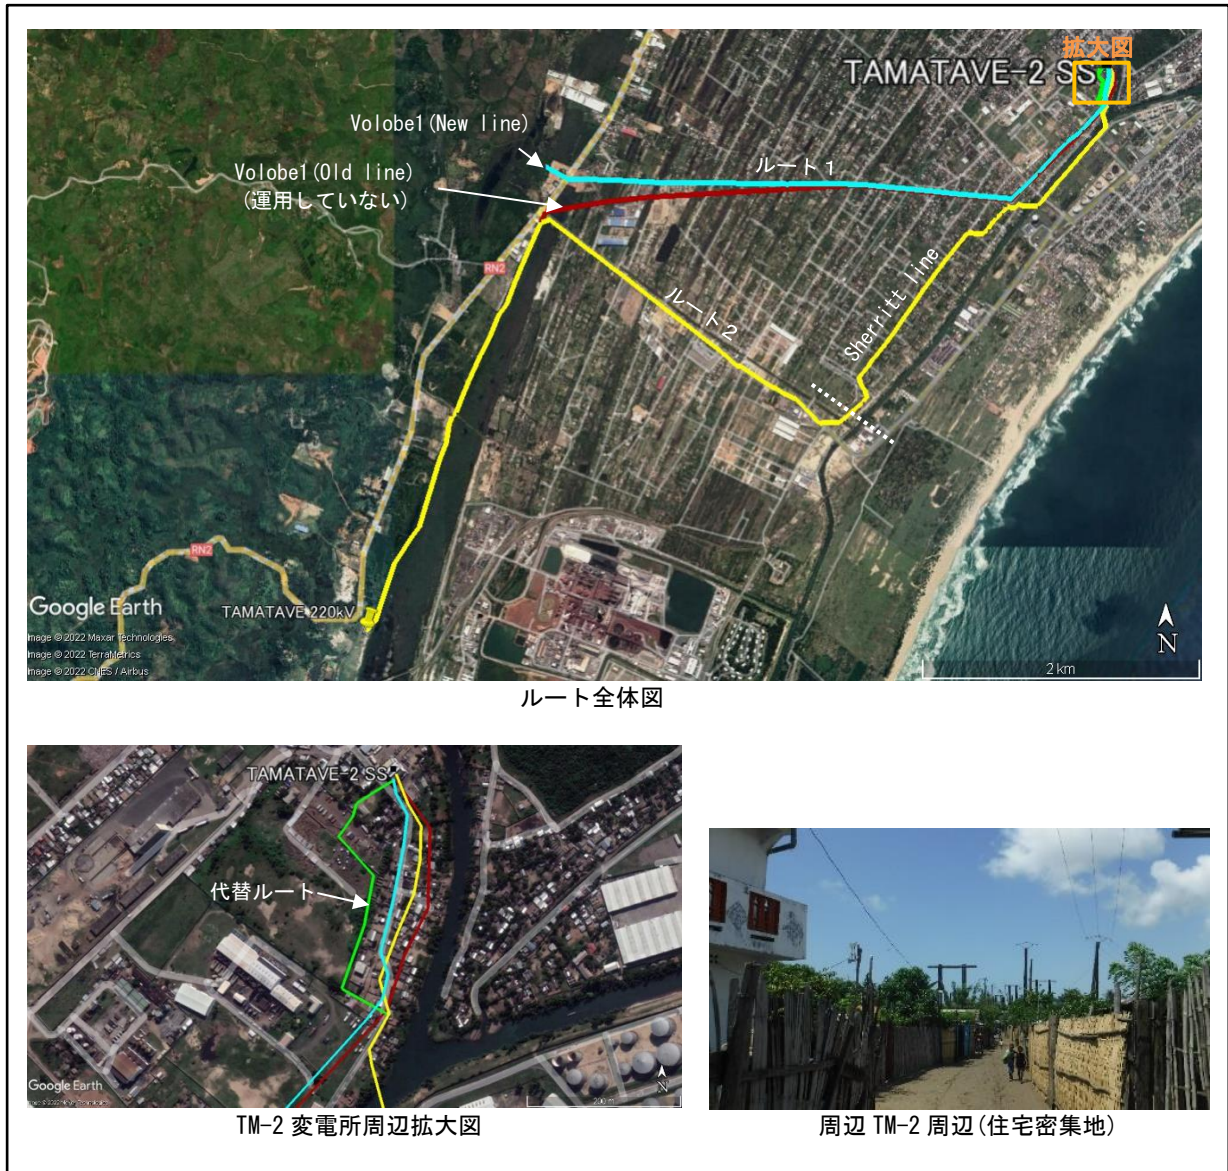 拡大図
TAMATAVE-2 SS
Volobe1(New line)
ルート1
Volobe1(Old line)
(運用していない)
RN2
ルート2
Sherritt line
RN2
Google Earth
TAMATAVE 220kV
Image © 2022 Maxar Technologies
Image © 2022 TerraMetrics
Image © 2022 CNES / Airbus
N
2 km
ルート全体図
TAMATAVE-2 SS
代替ルート
Google Earth
N
200 m
TM-2 変電所周辺拡大図
周辺 TM-2 周辺(住宅密集地)